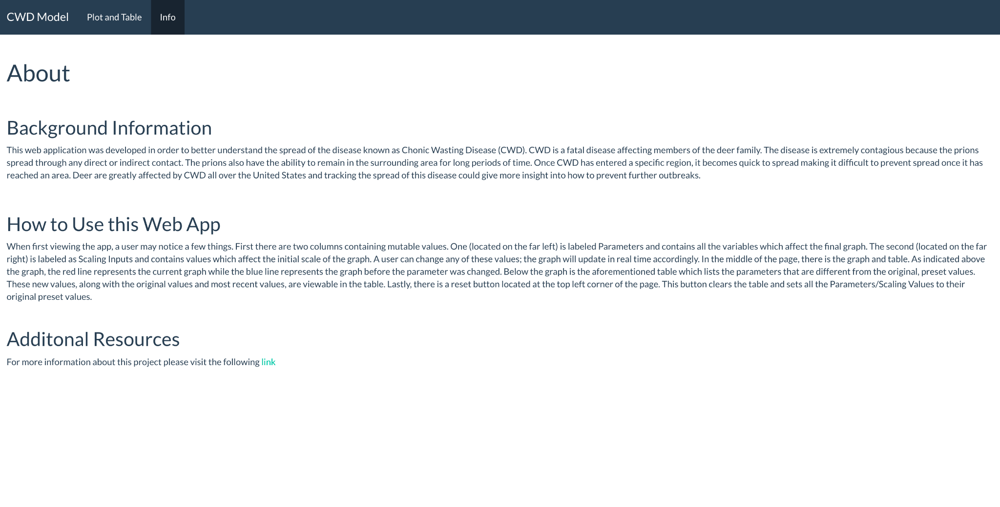 CWD Model Plot and Table Info
About
Background Information
This web application was developed in order to better understand the spread of the disease known as Chonic Wasting Disease (CWD). CWD is a fatal disease affecting members of the deer family. The disease is extremely contagious because the prions
spread through any direct or indirect contact. The prions also have the ability to remain in the surrounding area for long periods of time. Once CWD has entered a specific region, it becomes quick to spread making it difficult to prevent spread once it has
reached an area. Deer are greatly affected by CWD all over the United States and tracking the spread of this disease could give more insight into how to prevent further outbreaks.
How to Use this Web App
When first viewing the app, a user may notice a few things. First there are two columns containing mutable values. One (located on the far left) is labeled Parameters and contains all the variables which affect the final graph. The second (located on the far
right) is labeled as Scaling Inputs and contains values which affect the initial scale of the graph. A user can change any of these values; the graph will update in real time accordingly. In the middle of the page, there is the graph and table. As indicated above
the graph, the red line represents the current graph while the blue line represents the graph before the parameter was changed. Below the graph is the aforementioned table which lists the parameters that are different from the original, preset values.
These new values, along with the original values and most recent values, are viewable in the table. Lastly, there is a reset button located at the top left corner of the page. This button clears the table and sets all the Parameters/Scaling Values to their
original preset values.
Additonal Resources
For more information about this project please visit the following link